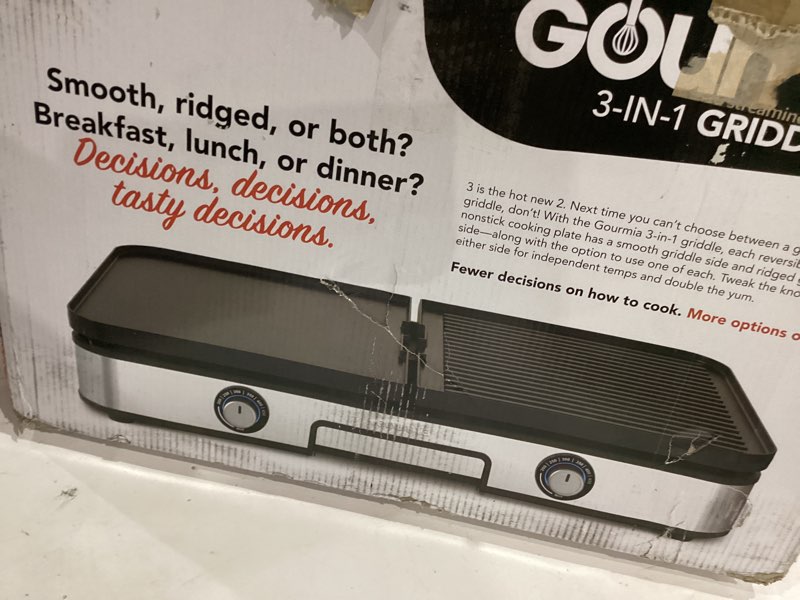 GOU
3-IN-1 GRIDD
Smooth, ridged, or both?
Breakfast, lunch, or dinner?
Decisions, decisions,
tasty decisions.
3 is the hot new 2. Next time you can't choose between a g
griddle, don't! With the Gourmia 3-in-1 griddle, each reversib
nonstick cooking plate has a smooth griddle side and ridged
side—along with the option to use one of each. Tweak the kno
either side for independent temps and double the yum.
Fewer decisions on how to cook. More options o